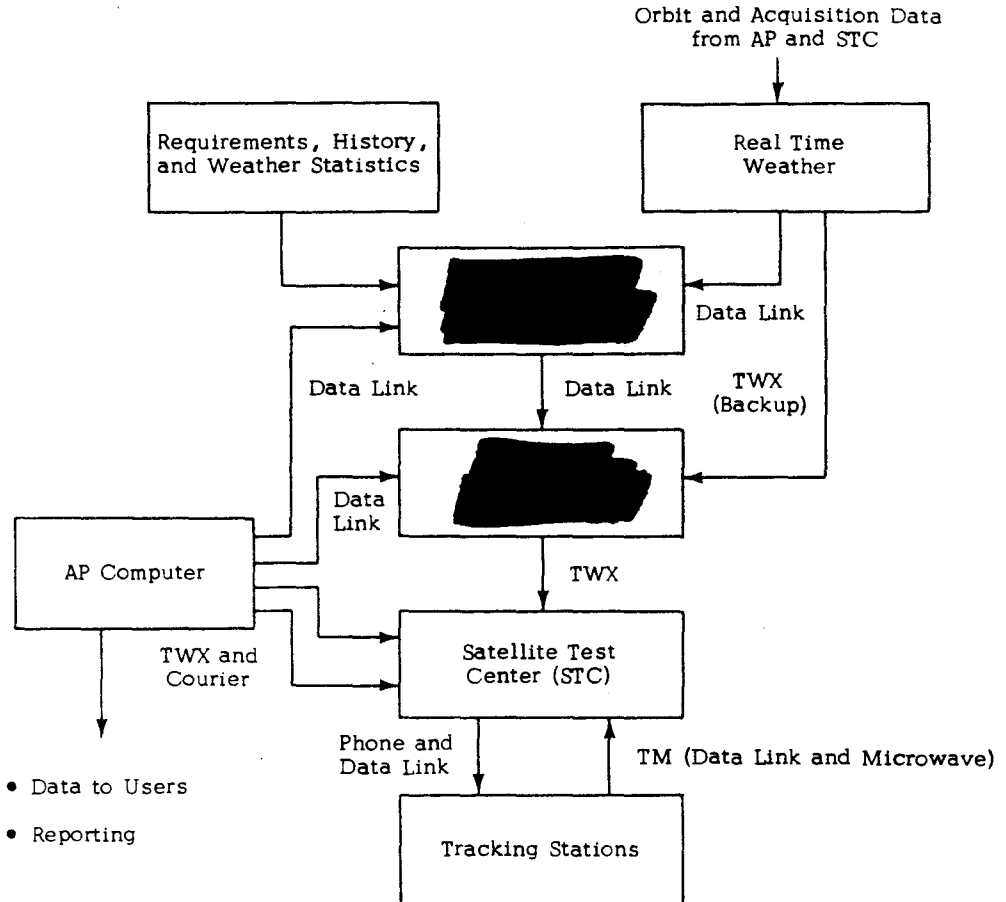 Orbit and Acquisition Data
from AP and STC
Requirements, History,
and Weather Statistics
Real Time
Weather
Data Link
Data Link
Data Link
TWX
(Backup)
Data
Link
AP Computer
TWX
TWX and
Courier
Satellite Test
Center (STC)
Phone and
Data Link
TM (Data Link and Microwave)
• Data to Users
• Reporting
Tracking Stations